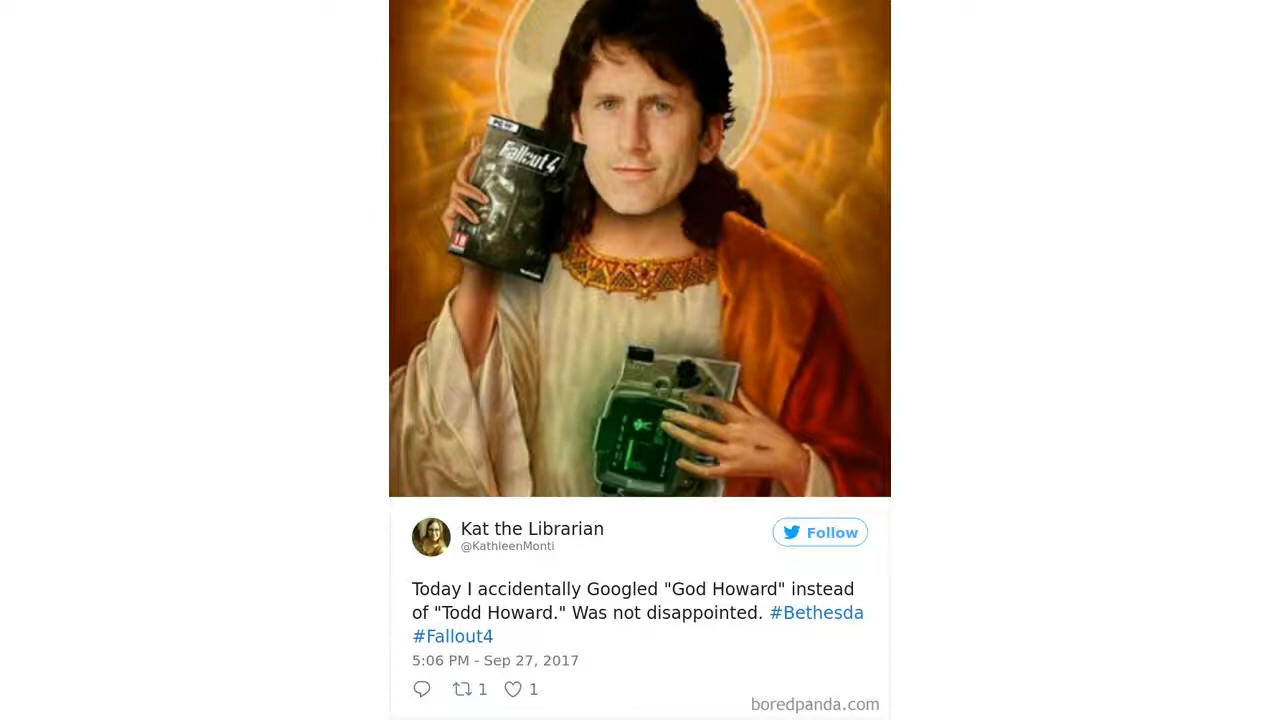 Fallout 4
Kat the Librarian
Follow
@KathleenMonti
Today I accidentally Googled "God Howard" instead
of "Todd Howard." Was not disappointed. #Bethesda
#Fallout4
5:06 PM - Sep 27, 2017
1
1
boredpanda.com